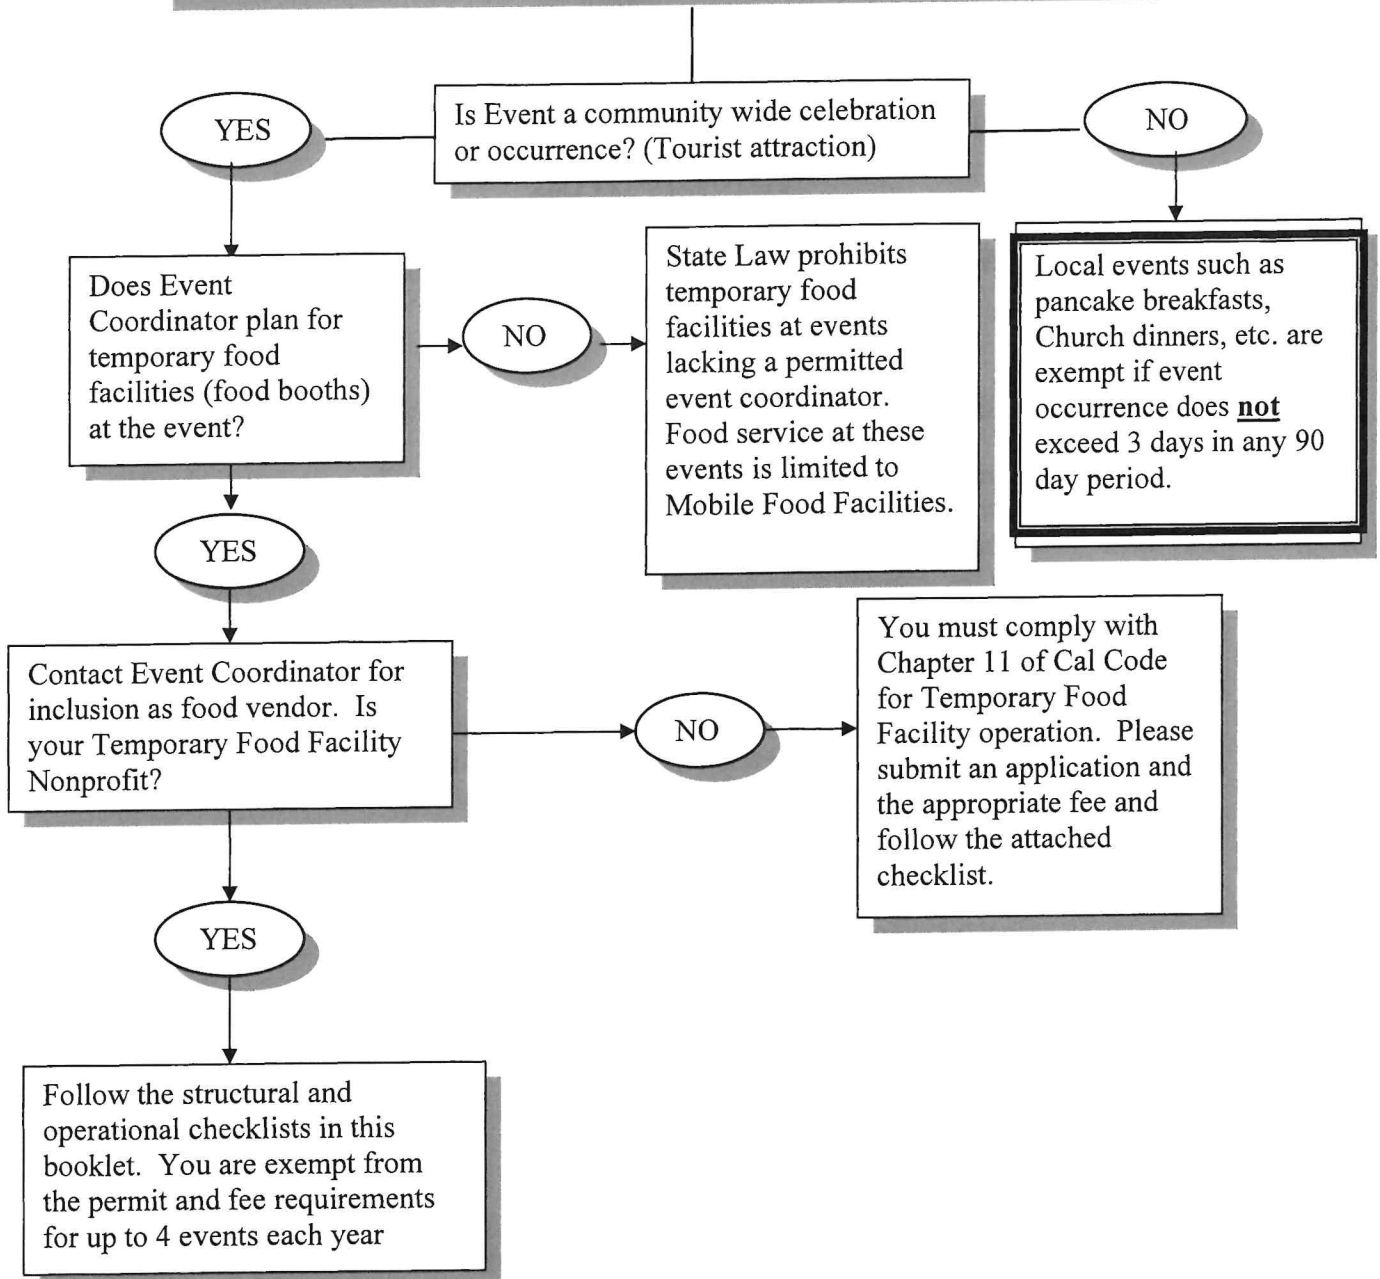 Is Event a community wide celebration
or occurrence? (Tourist attraction)
YES
NO
Does Event
Coordinator plan for
temporary food
facilities (food booths)
at the event?
NO
State Law prohibits
temporary food
facilities at events
lacking a permitted
event coordinator.
Food service at these
events is limited to
Mobile Food Facilities.
Local events such as
pancake breakfasts,
Church dinners, etc. are
exempt if event
occurrence does not
exceed 3 days in any 90
day period.
YES
Contact Event Coordinator for
inclusion as food vendor. Is
your Temporary Food Facility
Nonprofit?
NO
You must comply with
Chapter 11 of Cal Code
for Temporary Food
Facility operation. Please
submit an application and
the appropriate fee and
follow the attached
checklist.
YES
Follow the structural and
operational checklists in this
booklet. You are exempt from
the permit and fee requirements
for up to 4 events each year